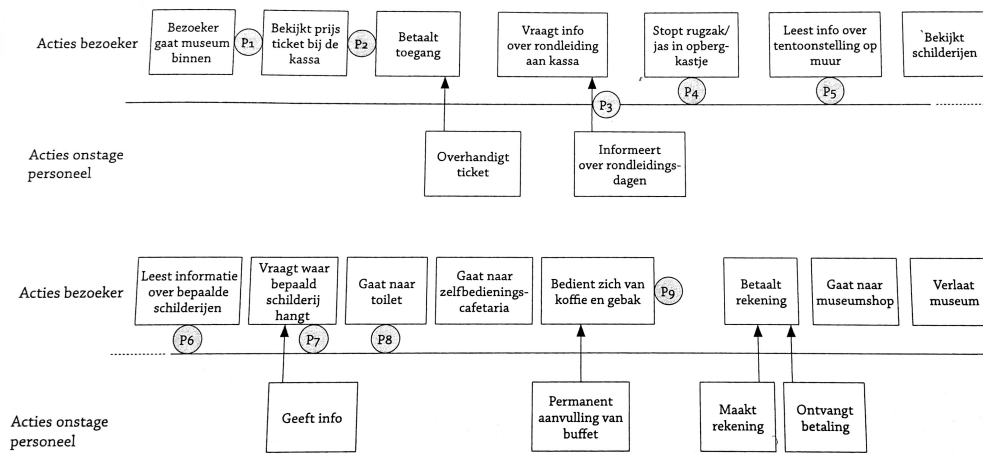 Acties bezoeker
Bezoeker
gaat museum
binnen
P1
Bekijkt prijs
ticket bij de
kassa
P2
Betaalt
toegang
Vraagt info
over rondleiding
aan kassa
Stopt rugzak/
jas in opberg-
kastje
Leest info over
tentoonstelling op
muur
Bekijkt
schilderijen
P3
P4
P5
Acties onstage
personeel
Overhandigt
ticket
Informeert
over rondleidings-
dagen
Acties bezoeker
Leest informatie
over bepaalde
schilderijen
Vraagt waar
bepaald
schilderij
hangt
Gaat naar
toilet
Gaat naar
zelfbedienings-
cafetaria
Bedient zich van
koffie en gebak
P9
Betaalt
rekening
Gaat naar
museumshop
Verlaat
museum
P6
P7
P8
Acties onstage
personeel
Geeft info
Permanent
aanvulling van
buffet
Maakt
rekening
Ontvangt
betaling